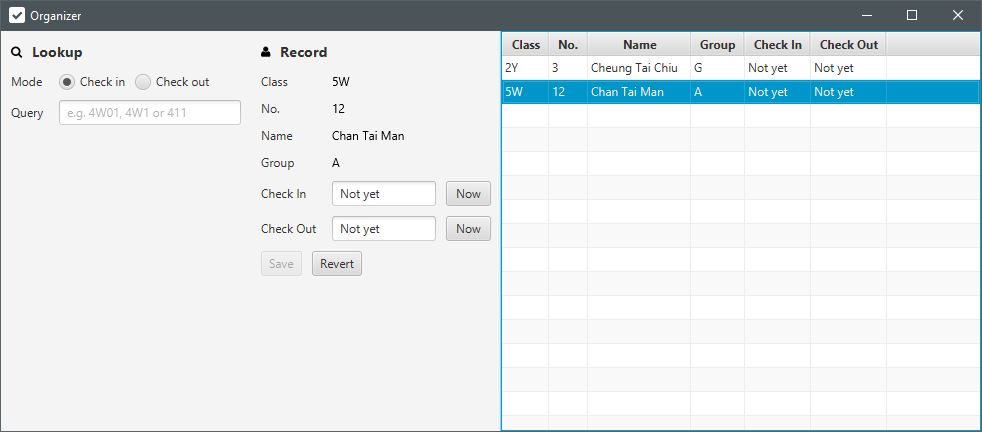 Organizer
Lookup
Mode Check in Check out
Query e.g. 4W01, 4W1 or 411
Record
Class 5W
No. 12
Name Chan Tai Man
Group A
Check In Not yet Now
Check Out Not yet Now
Save Revert
Class No. Name Group Check In Check Out
2Y 3 Cheung Tai Chiu G Not yet Not yet
5W 12 Chan Tai Man A Not yet Not yet